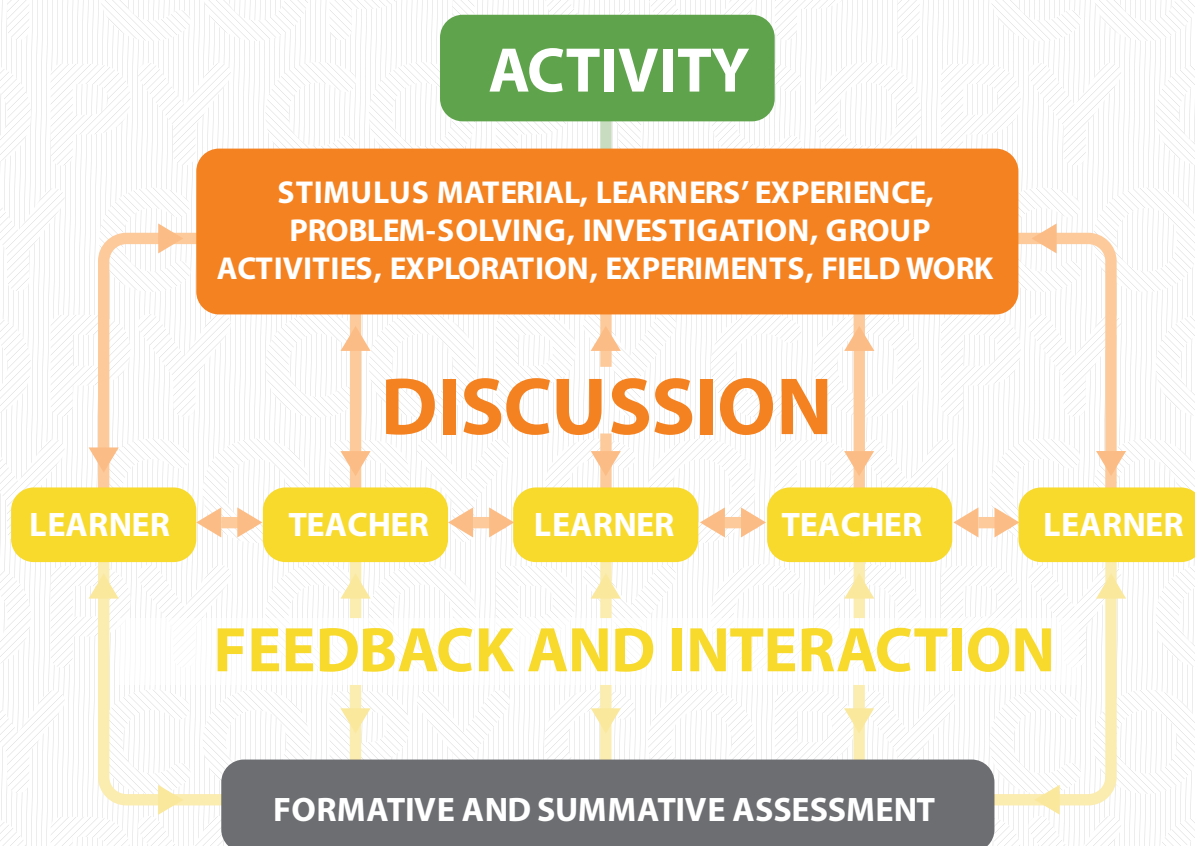 ACTIVITY
STIMULUS MATERIAL, LEARNERS’ EXPERIENCE,
PROBLEM-SOLVING, INVESTIGATION, GROUP
ACTIVITIES, EXPLORATION, EXPERIMENTS, FIELD WORK
DISCUSSION
LEARNER
TEACHER
LEARNER
TEACHER
LEARNER
FEEDBACK AND INTERACTION
FORMATIVE AND SUMMATIVE ASSESSMENT